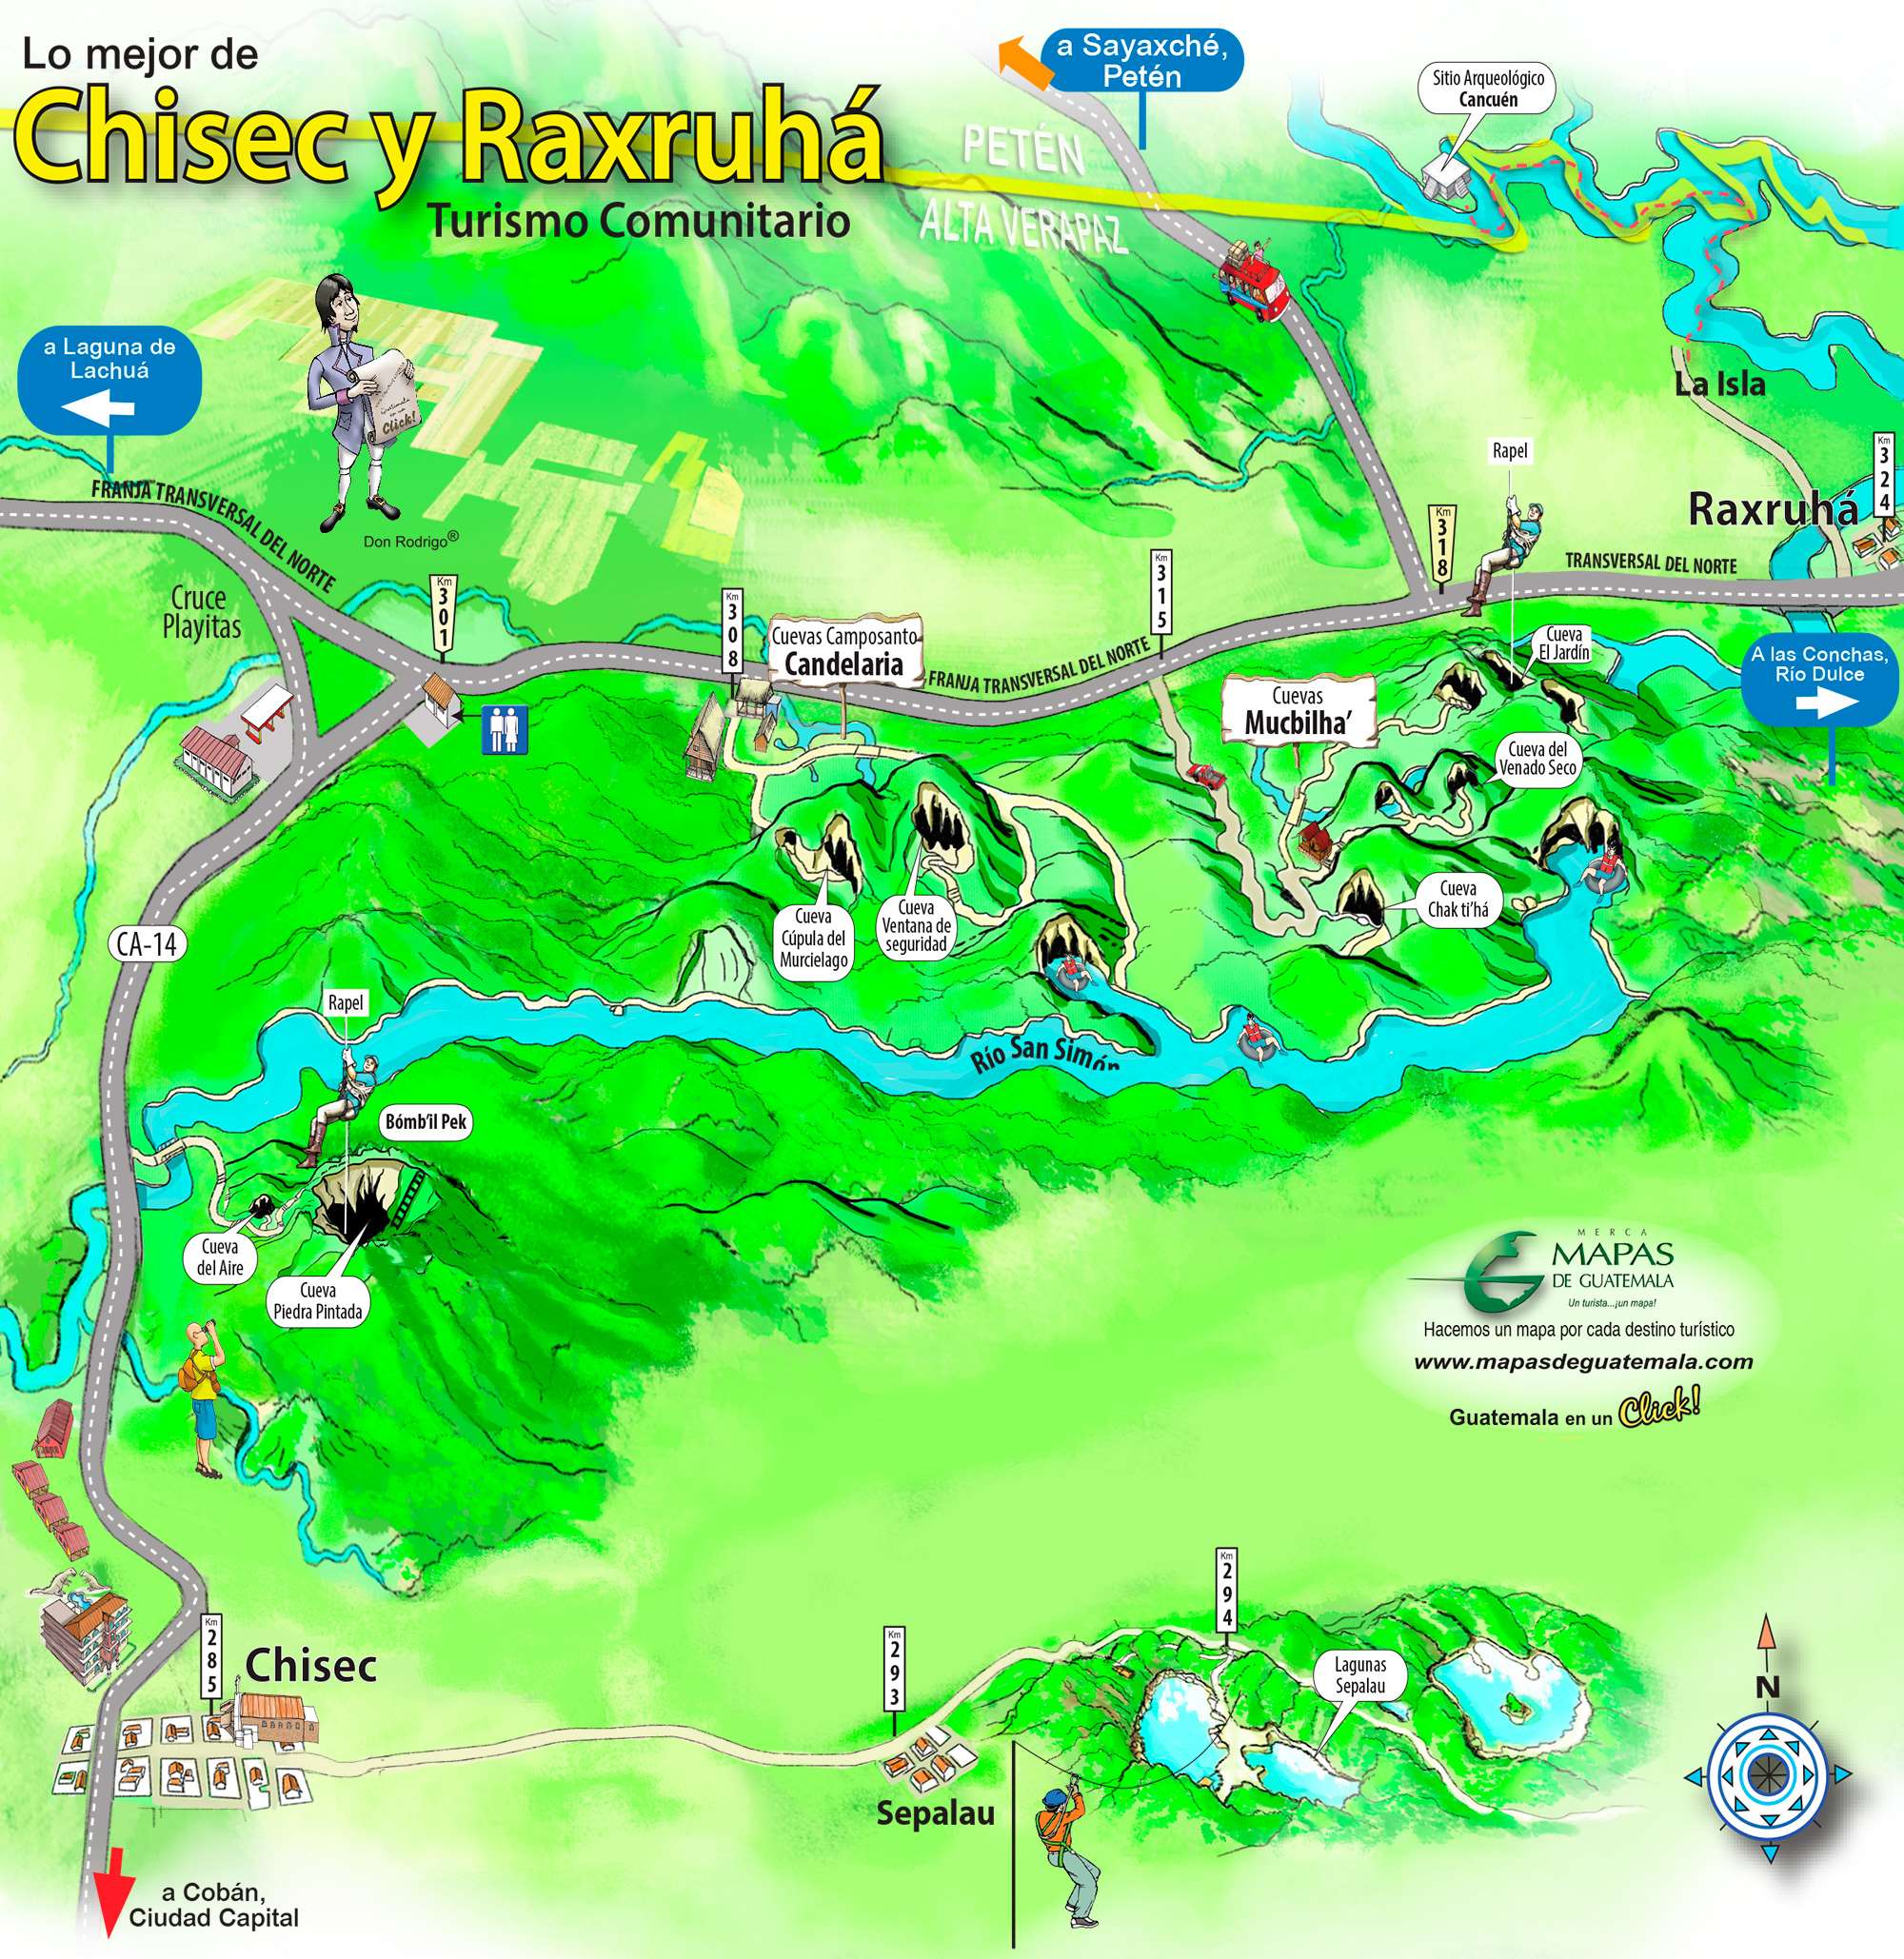 Lo mejor de
Chisec y Raxruhá
Turismo Comunitario
a Sayaxché,
Petén
Sitio Arqueológico
Cancuén
PETÉN
ALTA VERAPAZ
a Laguna de
Lachuá
Click!
Don Rodrigo®
La Isla
Km
324
Raxruhá
Rapel
FRANJA TRANSVERSAL DEL NORTE
Km
318
TRANSVERSAL DEL NORTE
Cruce
Playitas
Km
301
Km
308
Cuevas Camposanto
Candelaria
FRANJA TRANSVERSAL DEL NORTE
Km
315
Cueva
El Jardín
A las Conchas,
Río Dulce
Cuevas
Mucbilha’
Cueva del
Venado Seco
Cueva
Chak ti’há
Cueva
Cúpula del
Murcielago
Cueva
Ventana de
seguridad
CA-14
Rapel
Río San Simón
Bómb’il Pek
Cueva
del Aire
Cueva
Piedra Pintada
MERCA
MAPAS
DE GUATEMALA
Un turista...¡un mapa!
Hacemos un mapa por cada destino turístico
www.mapasdeguatemala.com
Guatemala en un Click!
Km
285
Chisec
Km
293
Sepalau
Km
294
Lagunas
Sepalau
N
a Cobán,
Ciudad Capital